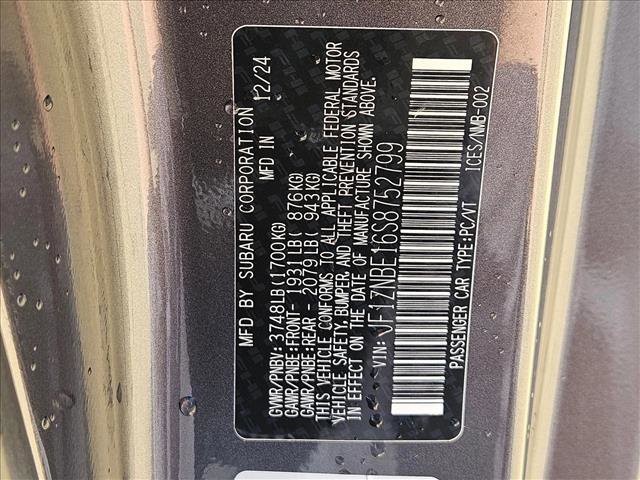 MFD BY SUBARU CORPORATION
MFD IN 12/24
GVWR/PNBV: 3748LB (1700KG)
GAWR/PNBE:FRONT- 1931LB ( 876KG)
GAWR/PNBE:REAR - 2079LB ( 943KG)
THIS VEHICLE CONFORMS TO ALL APPLICABLE FEDERAL MOTOR
VEHICLE SAFETY, BUMPER, AND THEFT PREVENTION STANDARDS
IN EFFECT ON THE DATE OF MANUFACTURE SHOWN ABOVE.
VIN: JF1ZNBE16S8752799
PASSENGER CAR TYPE:PC/VT ICES/NMB-002